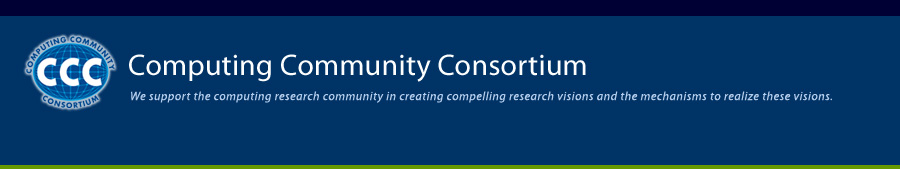 COMPUTING COMMUNITY
CCC
CONSORTIUM
Computing Community Consortium
We support the computing research community in creating compelling research visions and the mechanisms to realize these visions.